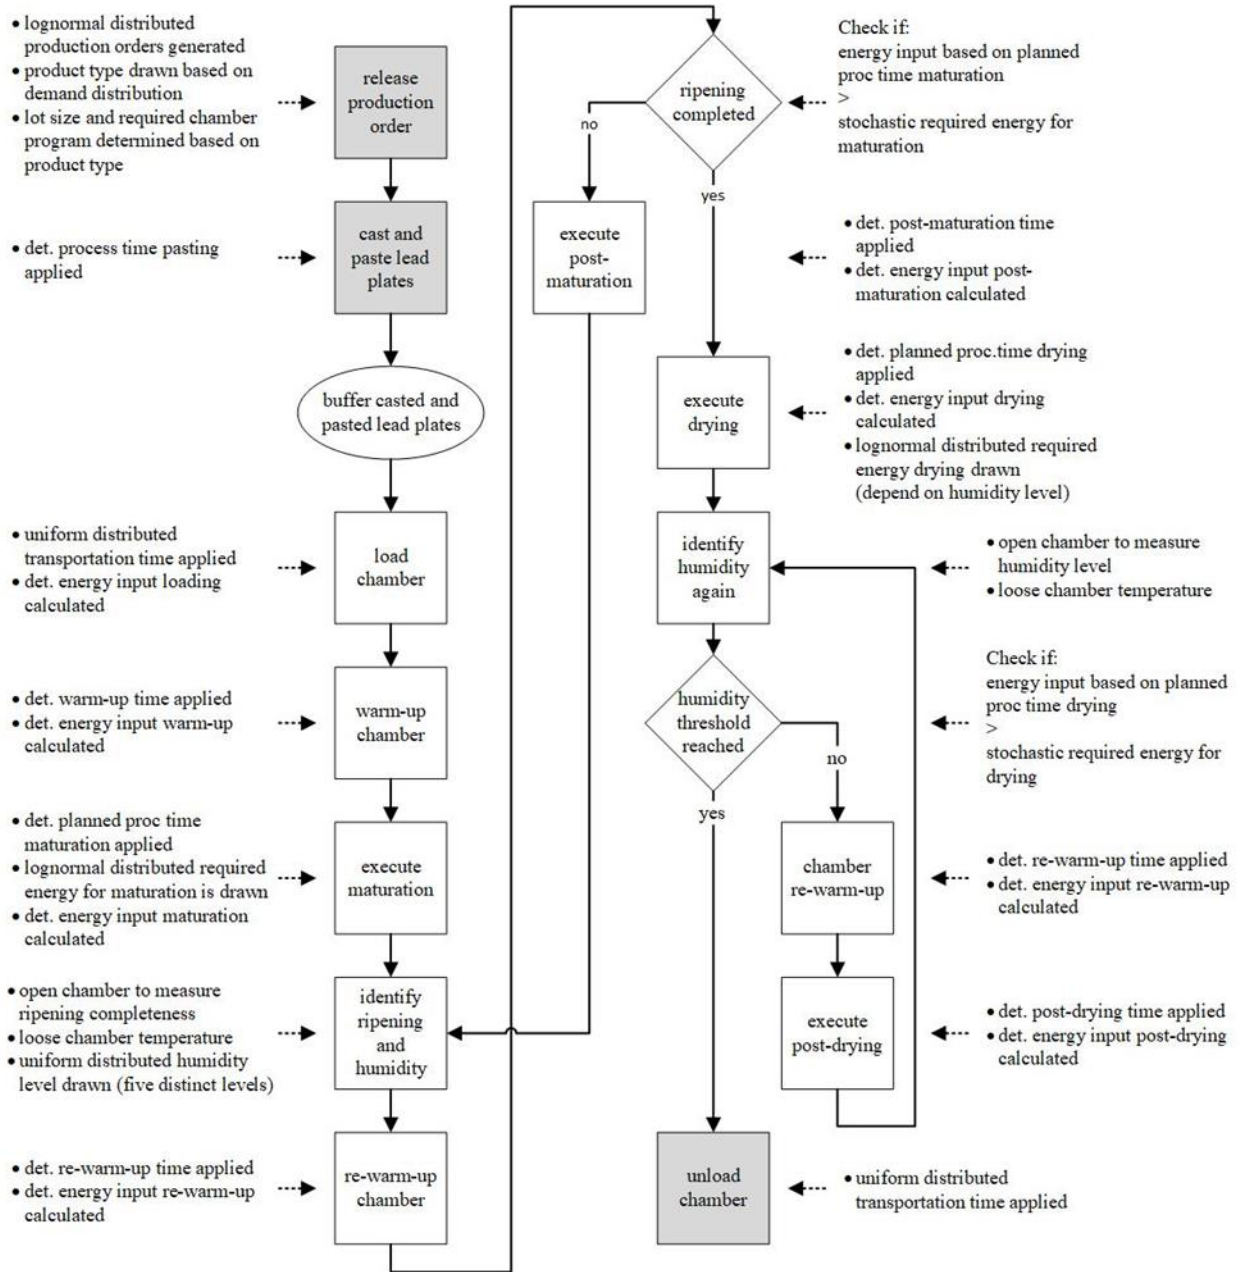 • lognormal distributed
production orders generated
• product type drawn based on
demand distribution
• lot size and required chamber
program determined based on
product type
release
production
order
• det. process time pasting
applied
cast and
paste lead
plates
buffer casted and
pasted lead plates
• uniform distributed
transportation time applied
• det. energy input loading
calculated
load
chamber
• det. warm-up time applied
• det. energy input warm-up
calculated
warm-up
chamber
• det. planned proc time
maturation applied
• lognormal distributed required
energy for maturation is drawn
• det. energy input maturation
calculated
execute
maturation
• open chamber to measure
ripening completeness
• loose chamber temperature
• uniform distributed humidity
level drawn (five distinct levels)
identify
ripening
and
humidity
• det. re-warm-up time applied
• det. energy input re-warm-up
calculated
re-warm-up
chamber
ripening
completed
Check if:
energy input based on planned
proc time maturation
>
stochastic required energy for
maturation
no
yes
execute
post-
maturation
• det. post-maturation time
applied
• det. energy input post-
maturation calculated
execute
drying
• det. planned proc.time drying
applied
• det. energy input drying
calculated
• lognormal distributed required
energy drying drawn
(depend on humidity level)
identify
humidity
again
• open chamber to measure
humidity level
• loose chamber temperature
humidity
threshold
reached
Check if:
energy input based on planned
proc time drying
>
stochastic required energy for
drying
no
yes
chamber
re-warm-up
• det. re-warm-up time applied
• det. energy input re-warm-up
calculated
execute
post-drying
• det. post-drying time applied
• det. energy input post-drying
calculated
unload
chamber
• uniform distributed
transportation time applied